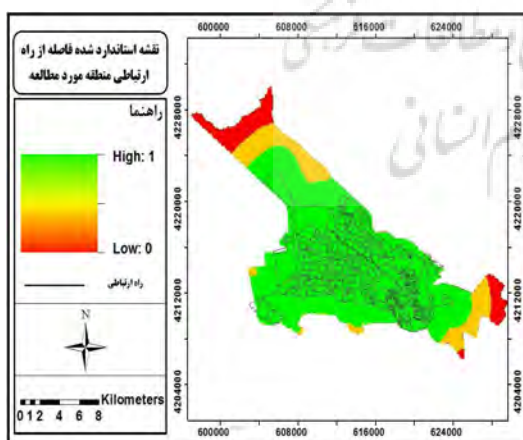 نقشه استاندارد شده فاصله از راه
ارتباطی منطقه مورد مطالعه
راهنما
High: 1
Low: 0
راه ارتباطی
N
Kilometers
0 1 2 4 6 8
600000 608000 616000 624000
4228000
4220000
4212000
4204000
4228000
4220000
4212000
4204000
600000 608000 616000 624000